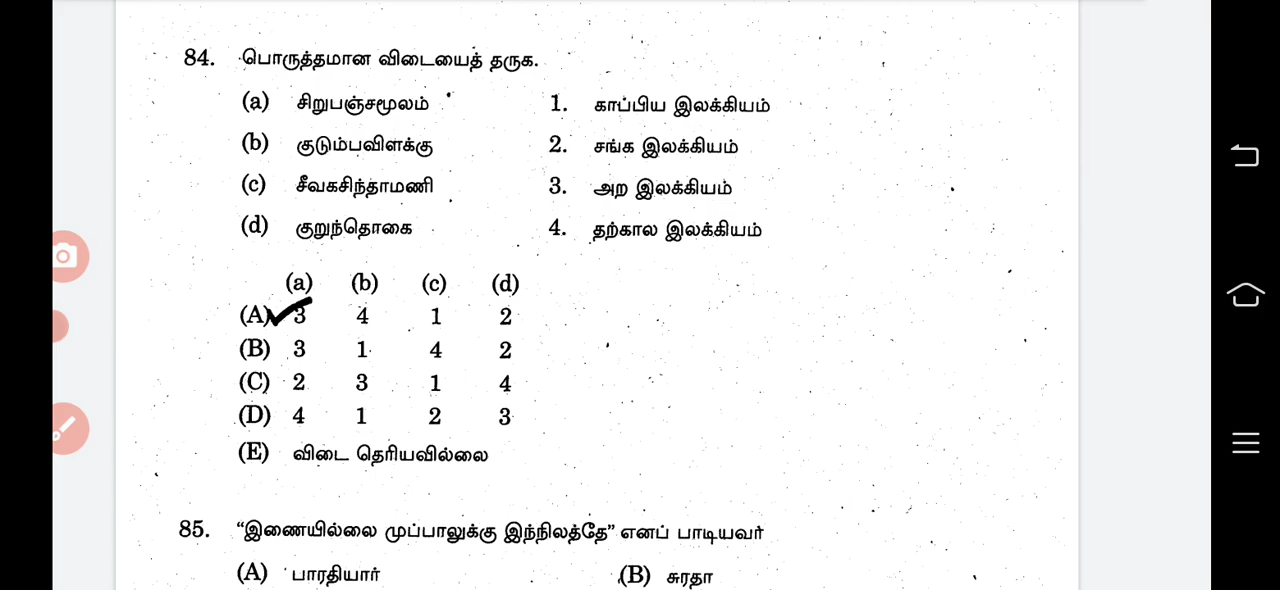 84. பொருத்தமான விடையைத் தருக.
(a) சிறுபஞ்சமூலம் 1. காப்பிய இலக்கியம்
(b) குடும்பவிளக்கு 2. சங்க இலக்கியம்
(c) சீவகசிந்தாமணி 3. அற இலக்கியம்
(d) குறுந்தொகை 4. தற்கால இலக்கியம்
(a) (b) (c) (d)
(A) 3 4 1 2
(B) 3 1 4 2
(C) 2 3 1 4
(D) 4 1 2 3
(E) விடை தெரியவில்லை
85. “இணையில்லை முப்பாலுக்கு இந்நிலத்தே” எனப் பாடியவர்
(A) பாரதியார் (B) சுரதா